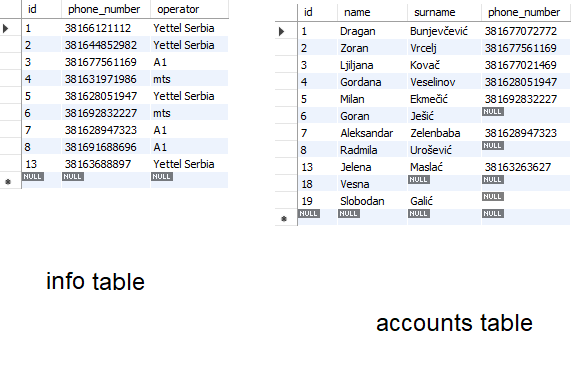 id phone_number operator
1 38166121112 Yettel Serbia
2 381644852982 Yettel Serbia
3 381677561169 A1
4 381631971986 mts
5 381628051947 Yettel Serbia
6 381692832227 mts
7 381628947323 A1
8 381691688696 A1
13 38163688897 Yettel Serbia
NULL NULL NULL
info table
id name surname phone_number
1 Dragan Bunjevčević 381677072772
2 Zoran Vrcelj 381677561169
3 Ljiljana Kovač 381677021469
4 Gordana Veselinov 381628051947
5 Milan Ekmečić 381692832227
6 Goran Ješić NULL
7 Aleksandar Zelenbaba 381628947323
8 Radmila Urošević NULL
13 Jelena Maslać 38163263627
18 Vesna NULL NULL
19 Slobodan Galić NULL
NULL NULL NULL NULL
accounts table